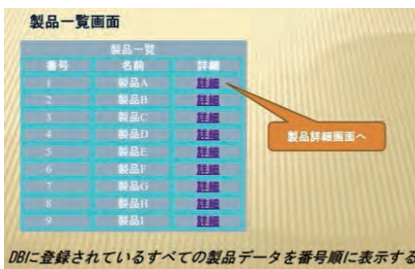 製品一覧画面
製品一覧
番号 名前 詳細
1 製品A 詳細
2 製品B 詳細
3 製品C 詳細
4 製品D 詳細
5 製品E 詳細
6 製品F 詳細
7 製品G 詳細
8 製品H 詳細
9 製品I 詳細
製品詳細画面へ
DBに登録されているすべての製品データを番号順に表示する